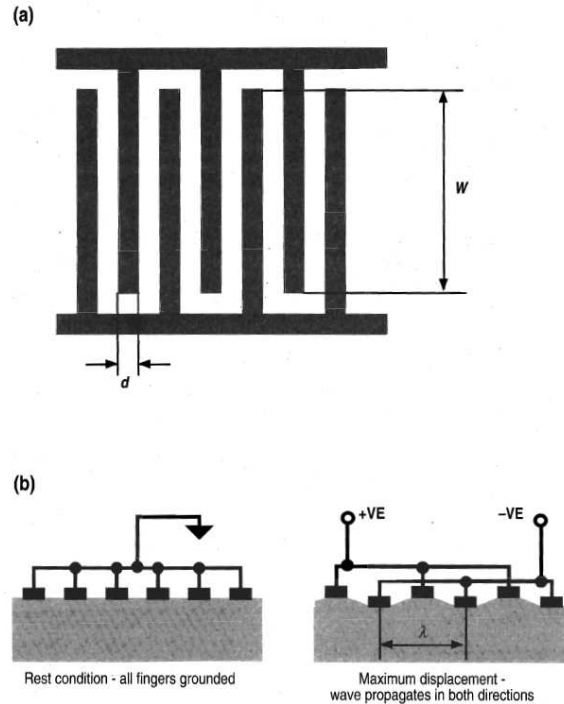 (a)
W
d
(b)
+VE
−VE
λ
Rest condition - all fingers grounded
Maximum displacement -
wave propagates in both directions